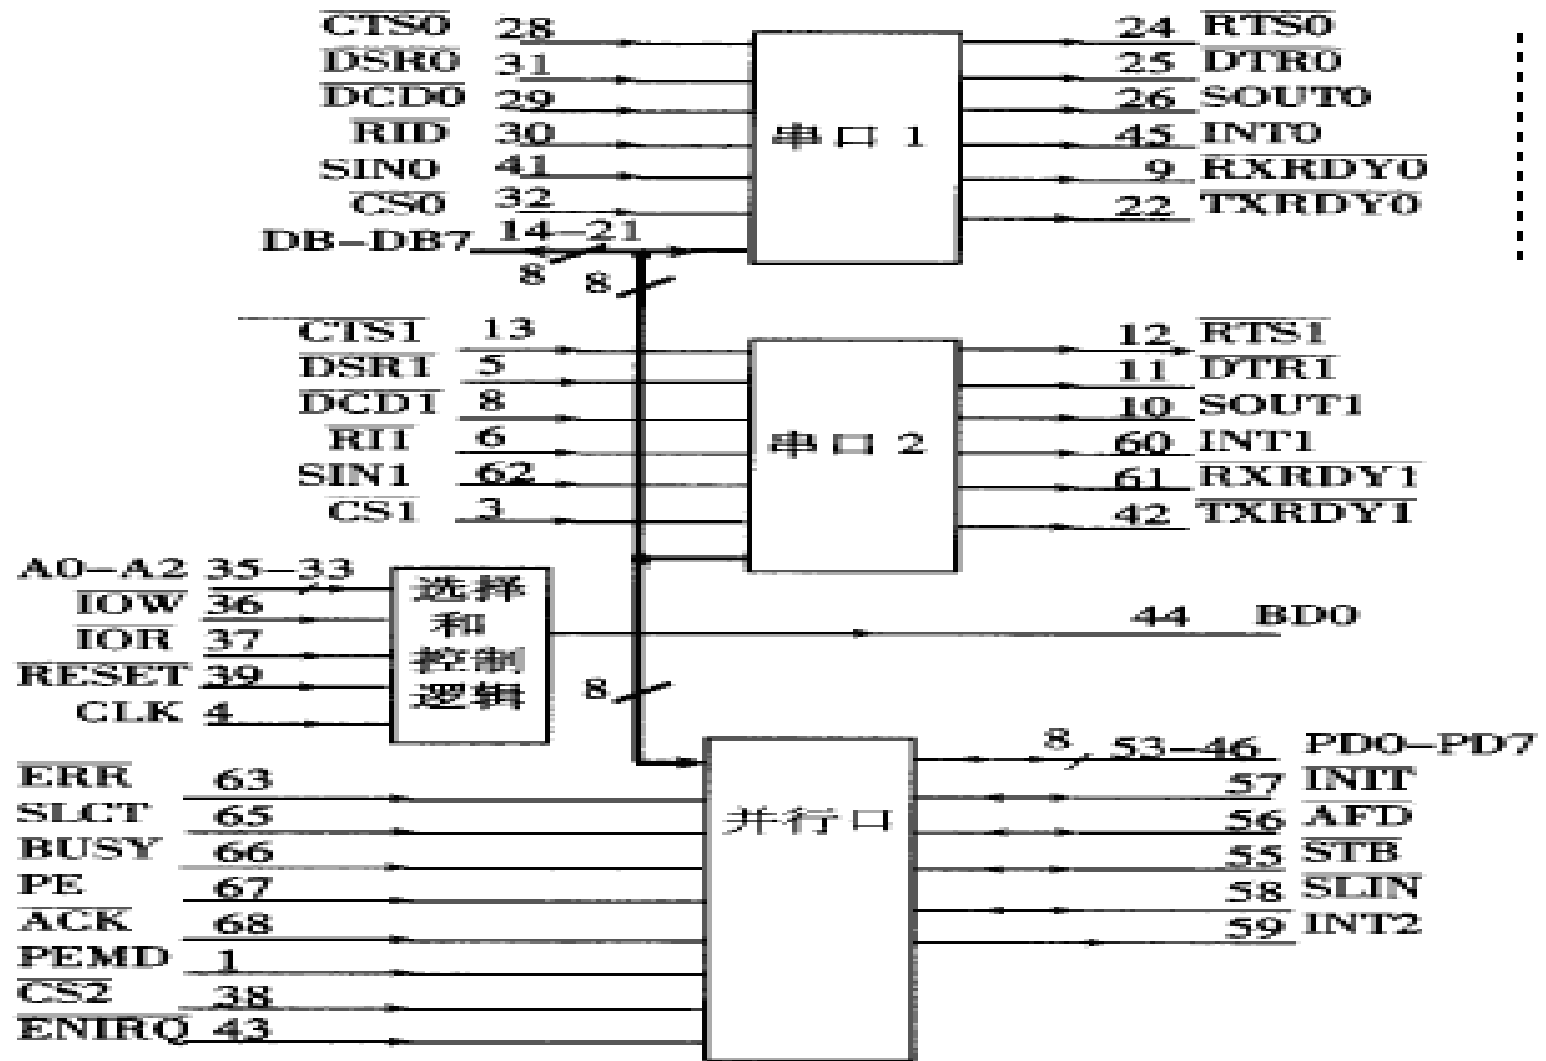 CTS0 28 24 RTS0
DSR0 31 25 DTR0
DCD0 29 26 SOUT0
RID 30 串口 1 45 INT0
SIN0 41 9 RXRDY0
CS0 32 22 TXRDY0
DB-DB7 14-21
8 8
CTS1 13 12 RTS1
DSR1 5 11 DTR1
DCD1 8 10 SOUT1
RI1 6 串口 2 60 INT1
SIN1 62 61 RXRDY1
CS1 3 42 TXRDY1
A0-A2 35-33 选择
IOW 36 和 44 BD0
IOR 37 控制
RESET 39 逻辑 8
CLK 4
8 53-46 PD0-PD7
ERR 63 57 INIT
SLCT 65 并行口 56 AFD
BUSY 66 55 STB
PE 67 58 SLIN
ACK 68 59 INT2
PEMD 1
CS2 38
ENIRQ 43